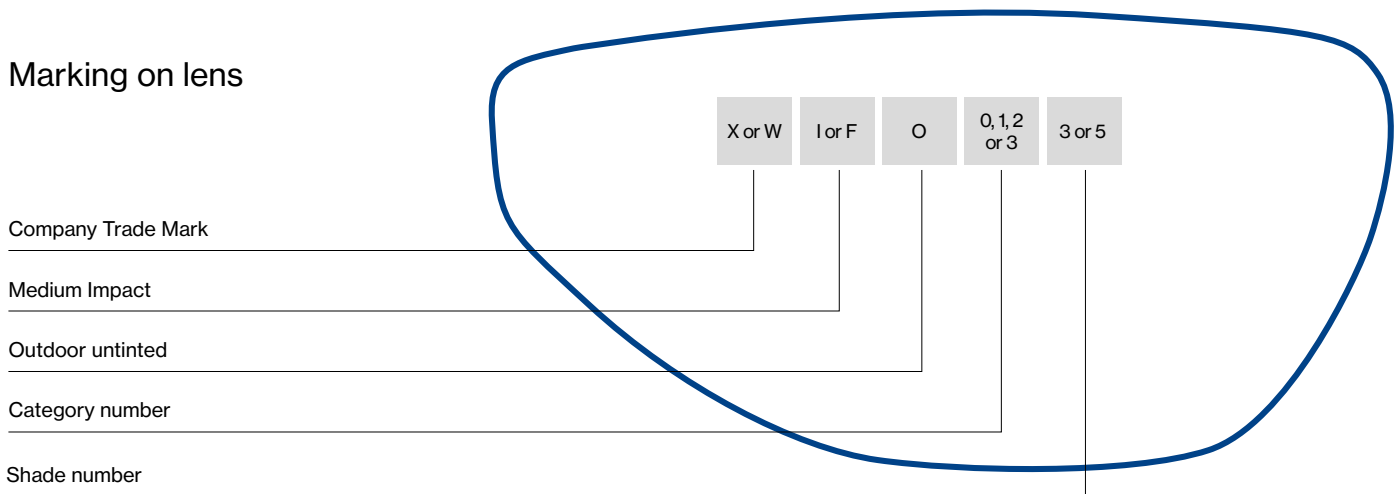 Marking on lens
X or W
I or F
O
0, 1, 2
or 3
3 or 5
Company Trade Mark
Medium Impact
Outdoor untinted
Category number
Shade number